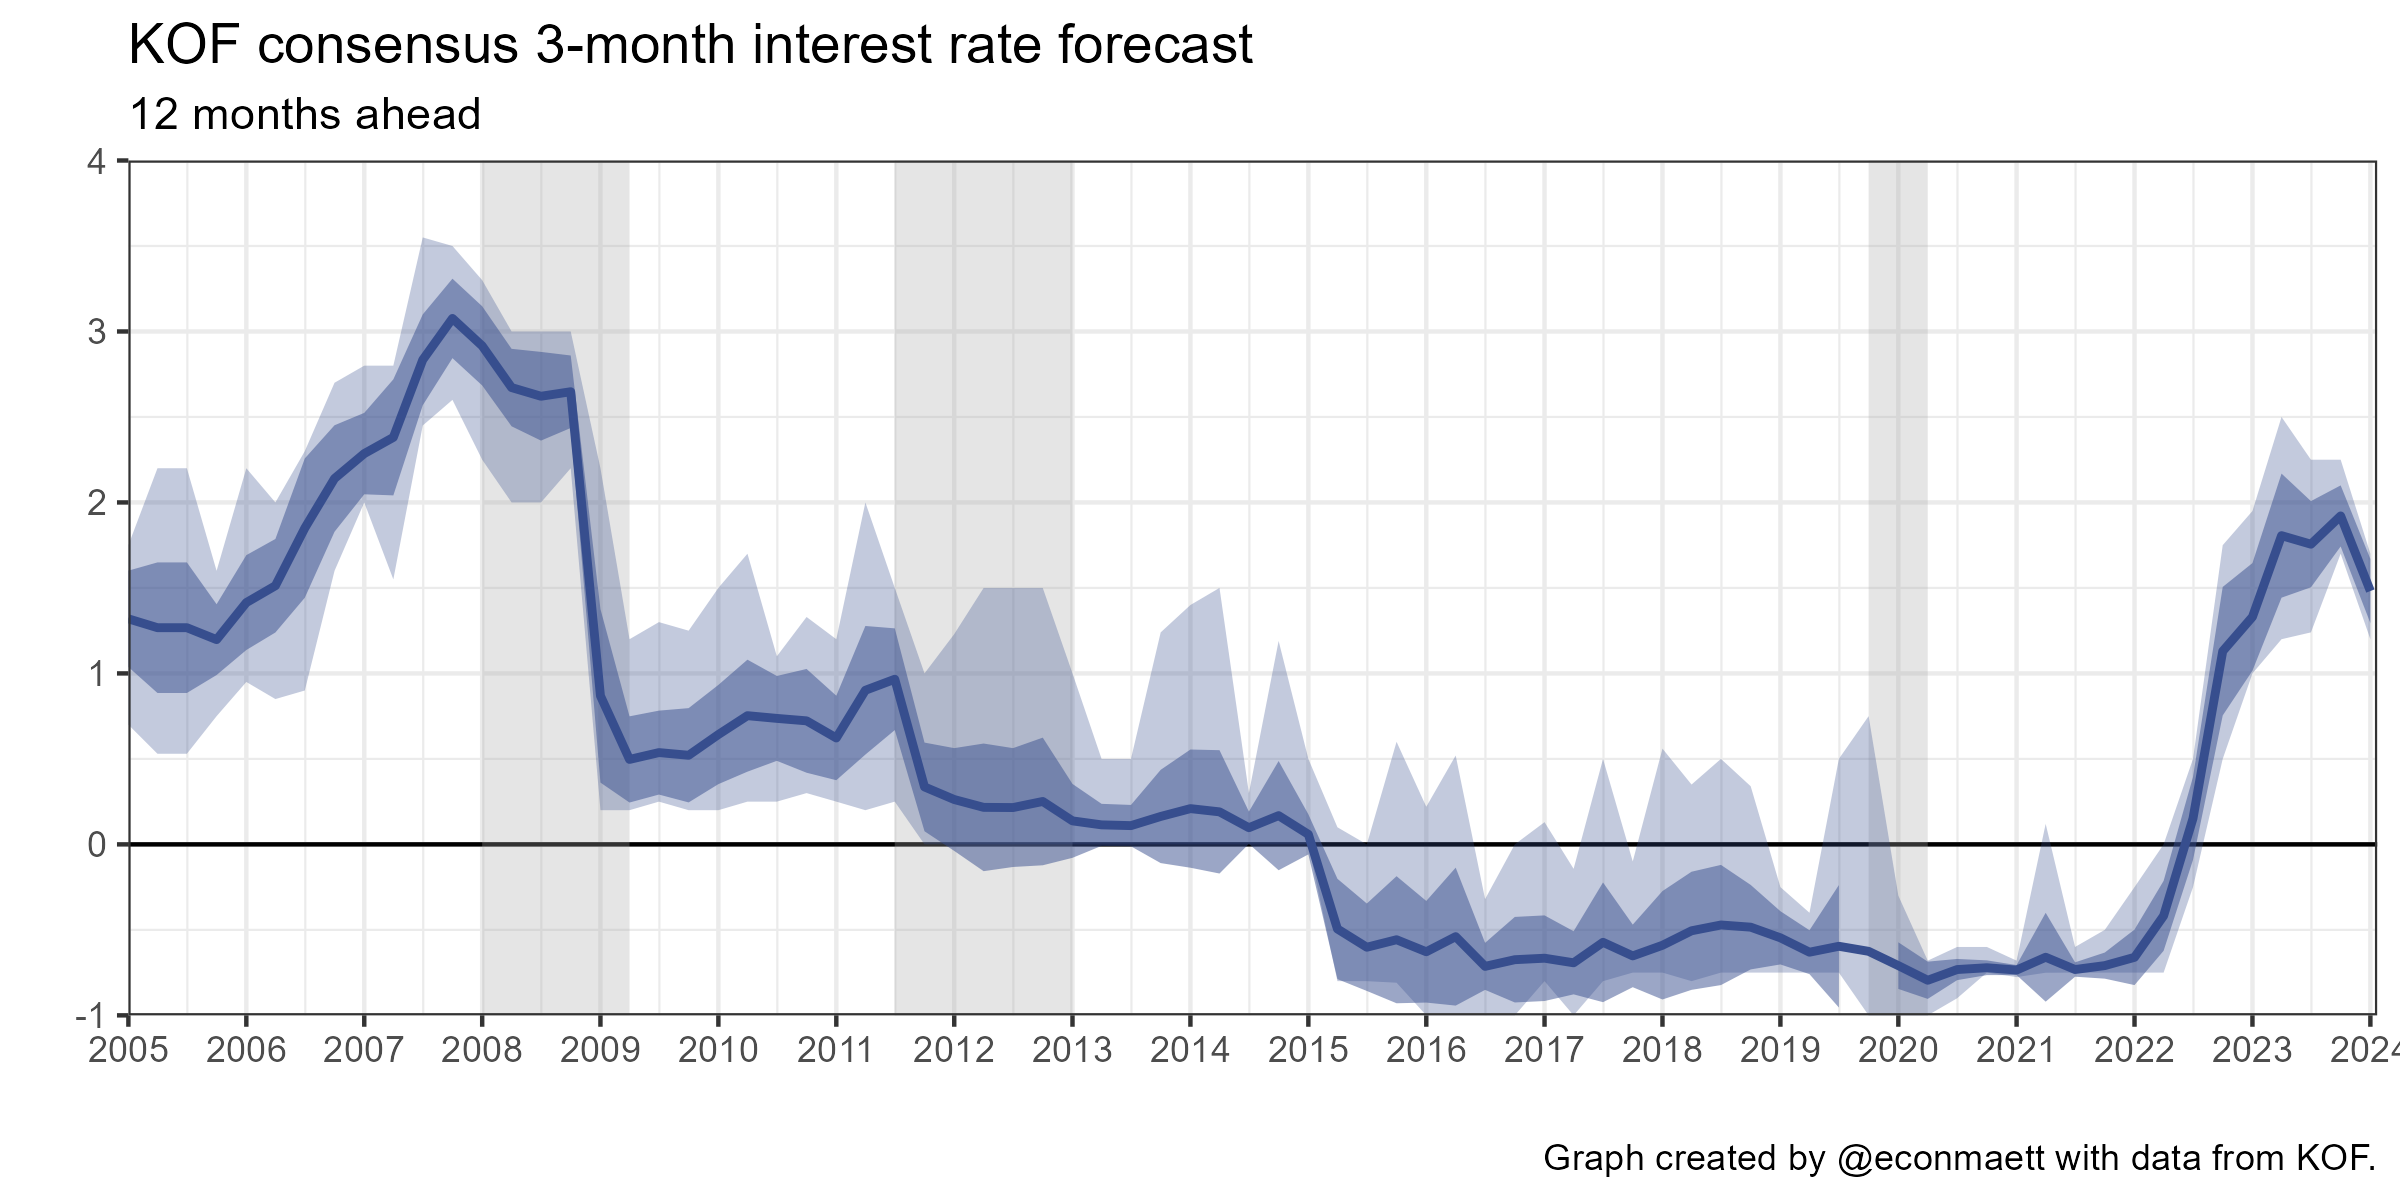 KOF consensus 3-month interest rate forecast
12 months ahead
4
3
2
1
0
-1
2005 2006 2007 2008 2009 2010 2011 2012 2013 2014 2015 2016 2017 2018 2019 2020 2021 2022 2023 2024
Graph created by @econmaett with data from KOF.